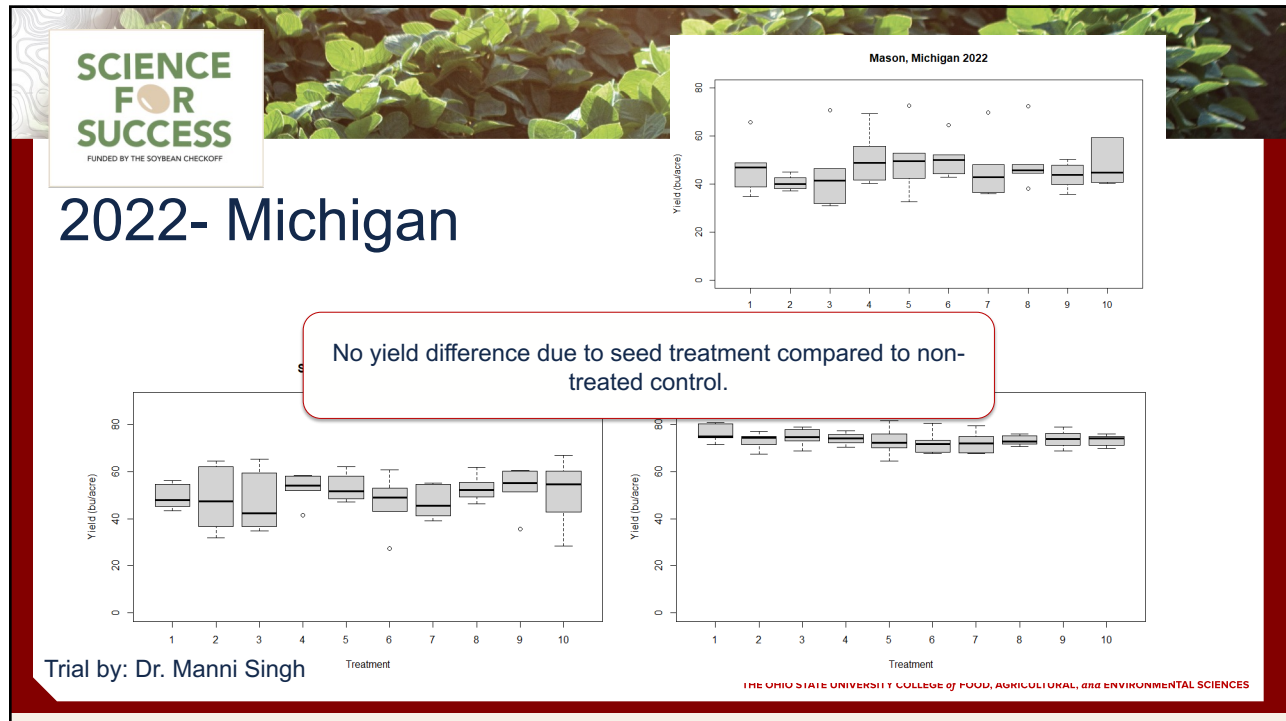 SCIENCE
FOR
SUCCESS
FUNDED BY THE SOYBEAN CHECKOFF
2022- Michigan
Mason, Michigan 2022
Yield (bu/acre)
80
60
40
20
0
1 2 3 4 5 6 7 8 9 10
No yield difference due to seed treatment compared to non-
treated control.
Yield (bu/acre)
80
60
40
20
0
1 2 3 4 5 6 7 8 9 10
Treatment
Yield (bu/acre)
80
60
40
20
0
1 2 3 4 5 6 7 8 9 10
Treatment
Trial by: Dr. Manni Singh
THE OHIO STATE UNIVERSITY COLLEGE of FOOD, AGRICULTURAL, and ENVIRONMENTAL SCIENCES